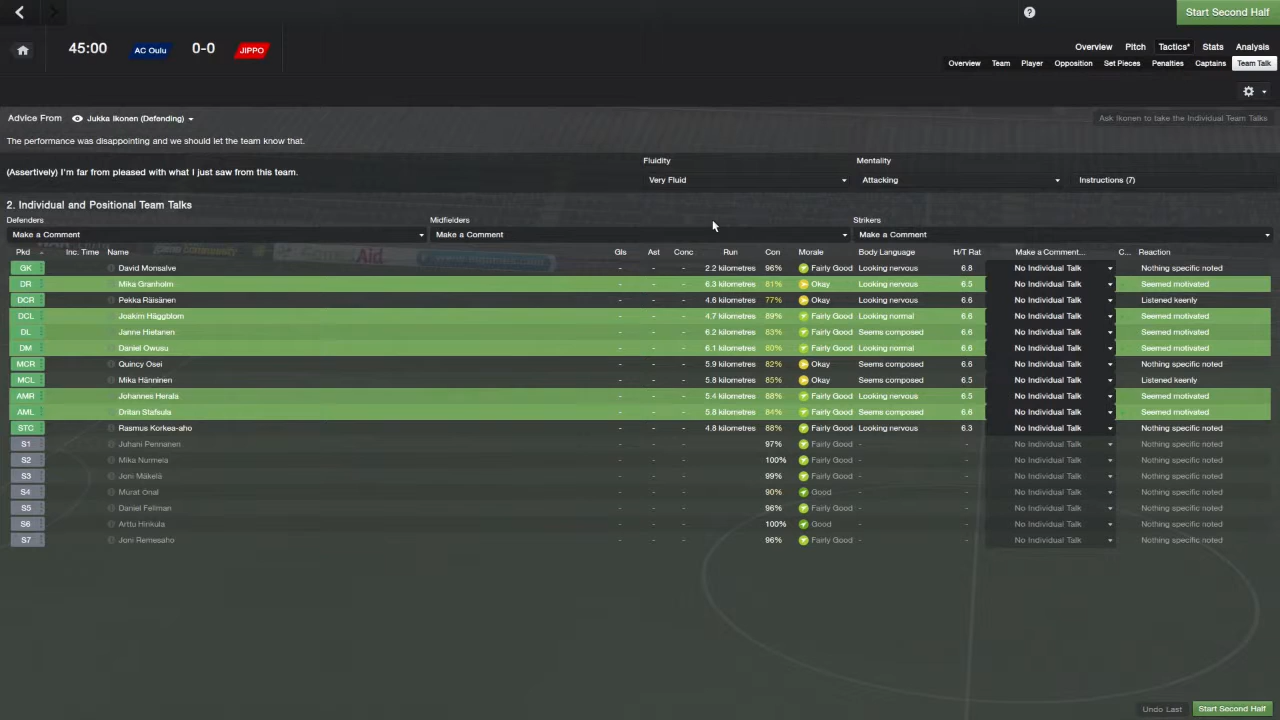 Start Second Half
45:00 AC Oulu 0-0 JIPPO
Overview Pitch Tactics* Stats Analysis
Overview Team Player Opposition Set Pieces Penalties Captains Team Talk
Advice From Jukka Ikonen (Defending) Ask Ikonen to take the Individual Team Talks
The performance was disappointing and we should let the team know that.
Fluidity Mentality
(Assertively) I'm far from pleased with what I just saw from this team. Very Fluid Attacking Instructions (7)
2. Individual and Positional Team Talks
Defenders Midfielders Strikers
Make a Comment Make a Comment Make a Comment
Pkd Inc. Time Name Gls Ast Conc Run Con Morale Body Language H/T Rat Make a Comment... C... Reaction
GK David Monsalve - - - 2.2 kilometres 96% Fairly Good Looking nervous 6.8 No Individual Talk Nothing specific noted
DR Mika Granholm - - - 6.3 kilometres 81% Okay Looking nervous 6.5 No Individual Talk Seemed motivated
DCR Pekka Räisänen - - - 4.6 kilometres 77% Okay Looking nervous 6.6 No Individual Talk Listened keenly
DCL Joakim Häggblom - - - 4.7 kilometres 89% Fairly Good Looking normal 6.6 No Individual Talk Seemed motivated
DL Janne Hietanen - - - 6.2 kilometres 83% Fairly Good Seems composed 6.6 No Individual Talk Seemed motivated
DM Daniel Owusu - - - 6.1 kilometres 80% Fairly Good Looking normal 6.6 No Individual Talk Seemed motivated
MCR Quincy Osei - - - 5.9 kilometres 82% Okay Seems composed 6.6 No Individual Talk Nothing specific noted
MCL Mika Hänninen - - - 5.8 kilometres 85% Okay Seems composed 6.5 No Individual Talk Listened keenly
AMR Johannes Herala - - - 5.4 kilometres 88% Fairly Good Looking nervous 6.5 No Individual Talk Seemed motivated
AML Dritan Stafsula - - - 5.8 kilometres 84% Fairly Good Seems composed 6.6 No Individual Talk Seemed motivated
STC Rasmus Korkea-aho - - - 4.8 kilometres 88% Fairly Good Looking nervous 6.3 No Individual Talk Nothing specific noted
S1 Juhani Pennanen - - - 97% Fairly Good - - No Individual Talk Nothing specific noted
S2 Mika Nurmela - - - 100% Fairly Good - - No Individual Talk Nothing specific noted
S3 Joni Mäkelä - - - 99% Fairly Good - - No Individual Talk Nothing specific noted
S4 Murat Ünal - - - 90% Good - - No Individual Talk Nothing specific noted
S5 Daniel Fellman - - - 96% Fairly Good - - No Individual Talk Nothing specific noted
S6 Arttu Hinkula - - - 100% Good - - No Individual Talk Nothing specific noted
S7 Joni Remesaho - - - 96% Fairly Good - - No Individual Talk Nothing specific noted
Undo Last Start Second Half